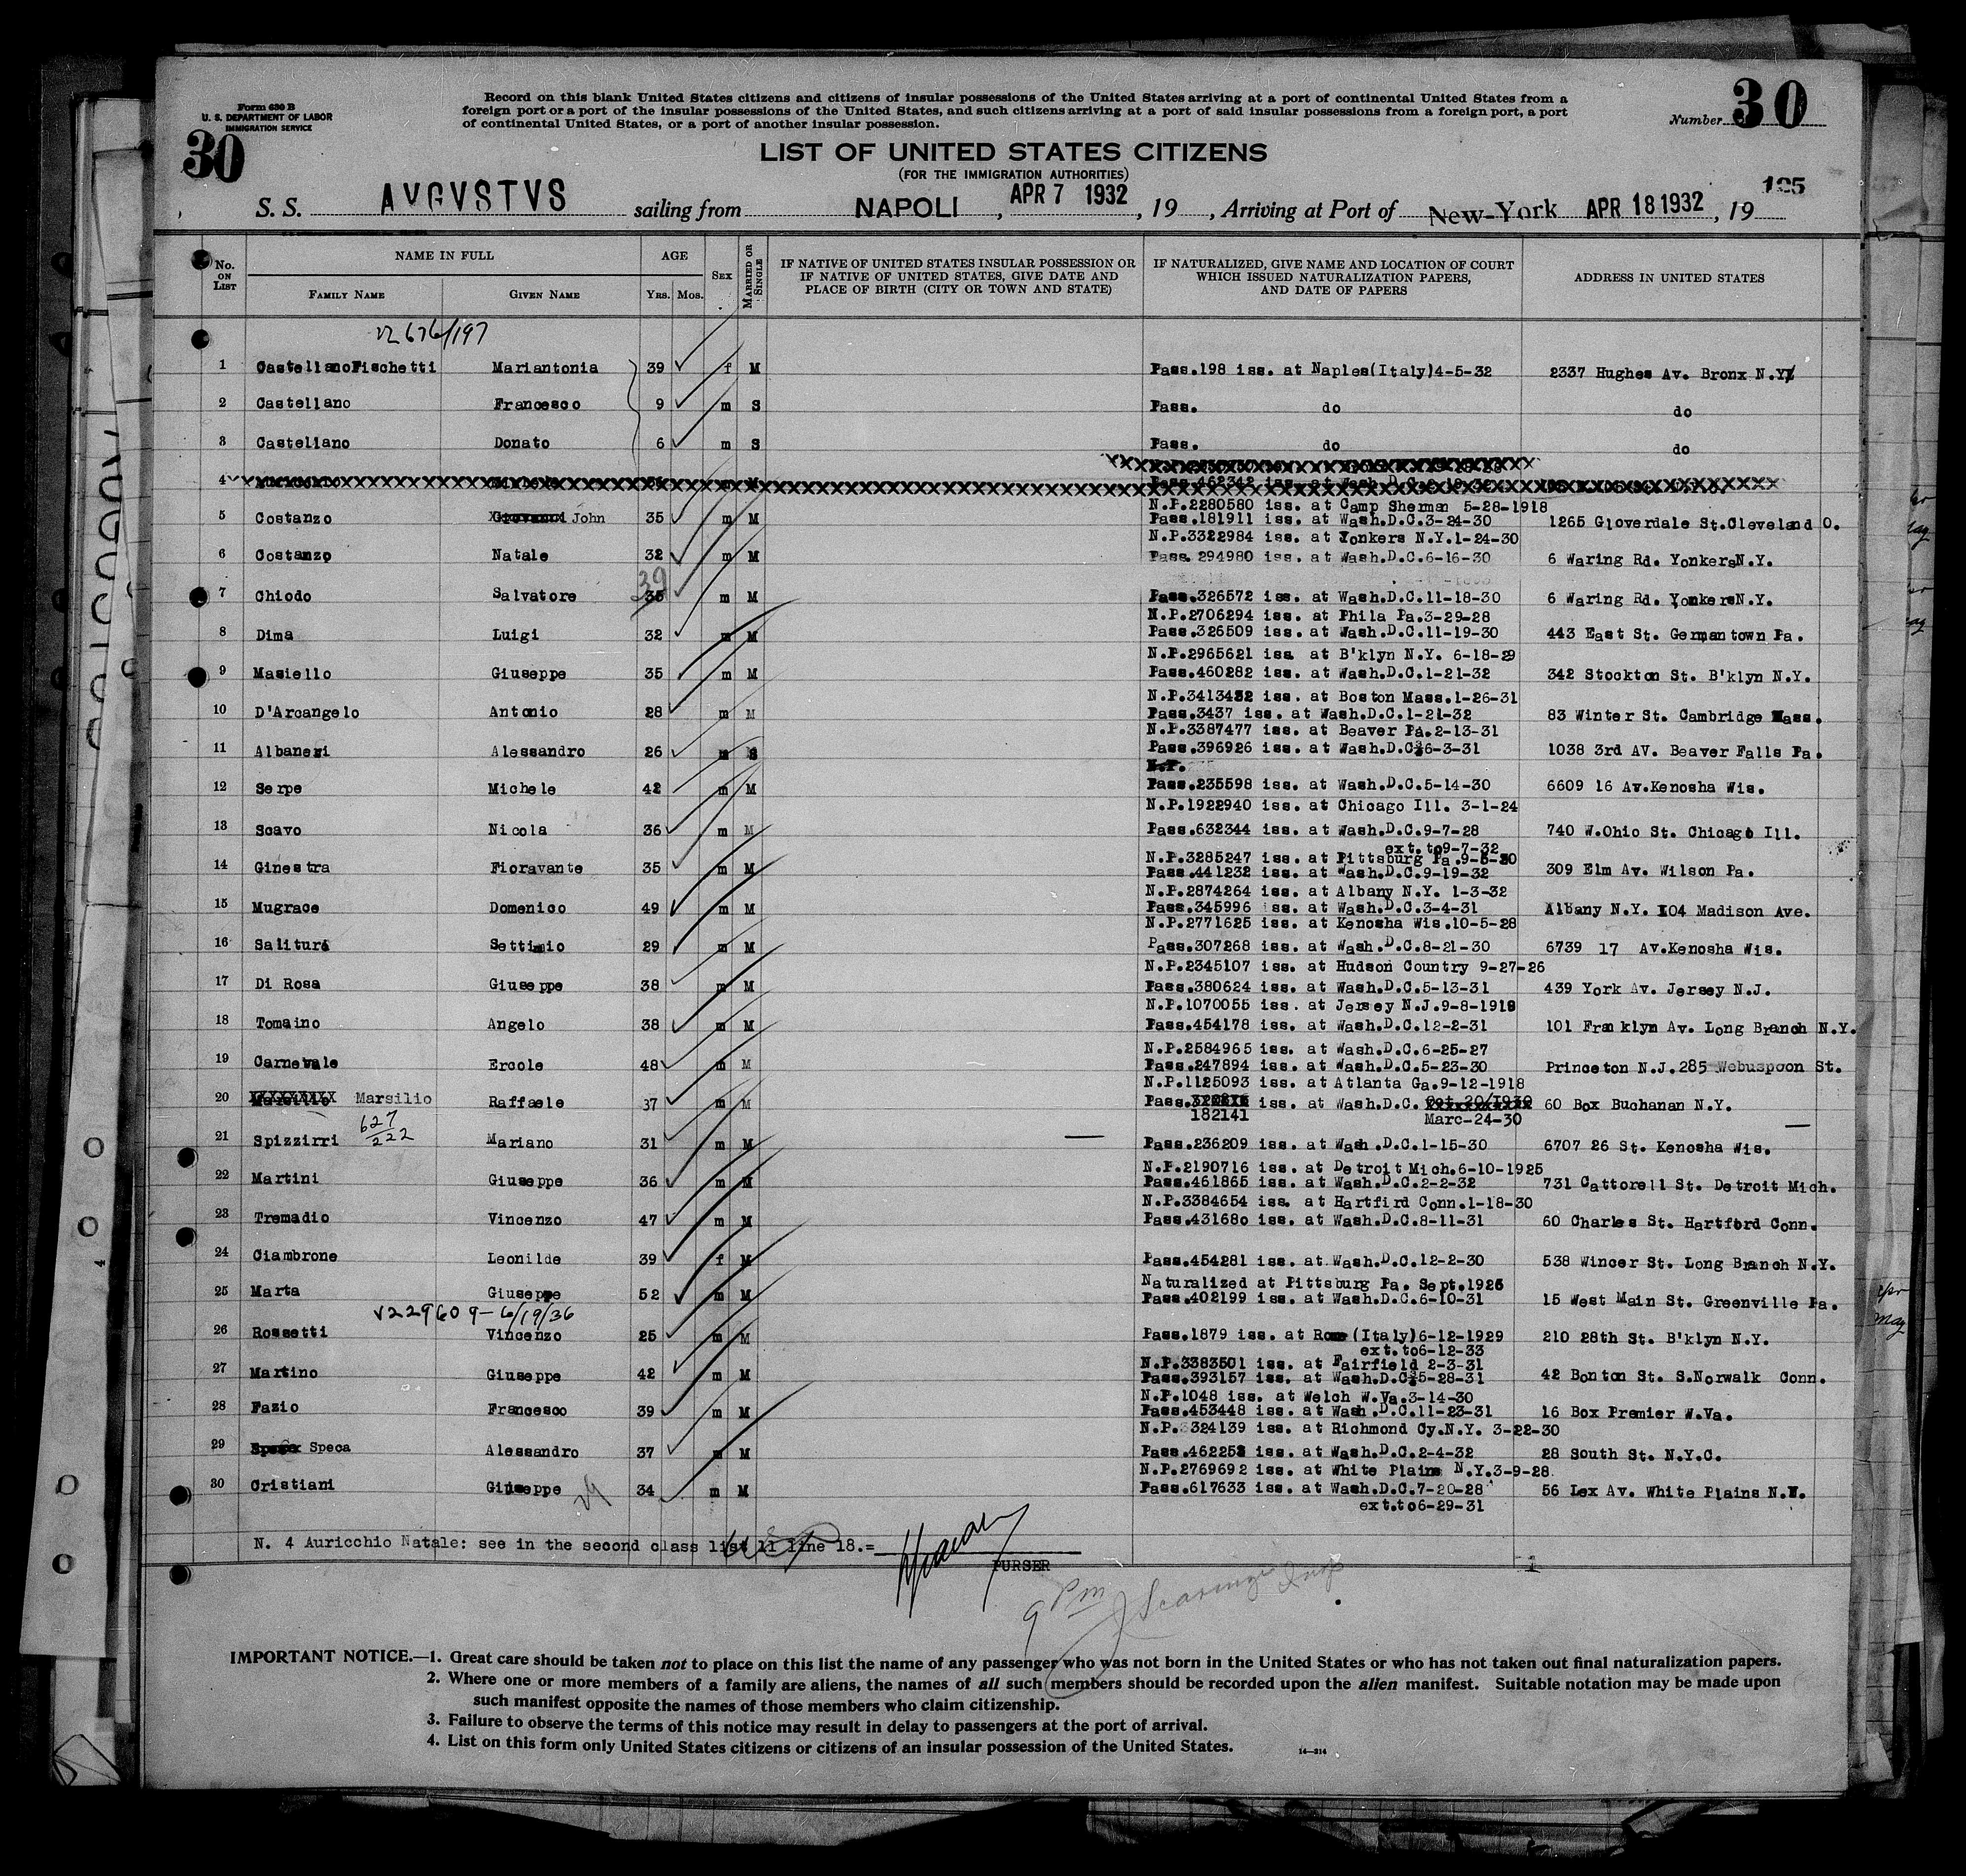 Form 630 B
U. S. DEPARTMENT OF LABOR
IMMIGRATION SERVICE
30
Record on this blank United States citizens and citizens of insular possessions of the United States arriving at a port of continental United States from a
foreign port or a port of the insular possessions of the United States, and such citizens arriving at a port of said insular possessions from a foreign port, a port
of continental United States, or a port of another insular possession.
Number 30
LIST OF UNITED STATES CITIZENS
(FOR THE IMMIGRATION AUTHORITIES)
195
S. S. AVGVSTVS sailing from NAPOLI, APR 7 1932, 19 , Arriving at Port of New-York APR 18 1932, 19
No. ON LIST NAME IN FULL AGE SEX MARRIED OR SINGLE IF NATIVE OF UNITED STATES INSULAR POSSESSION OR IF NATIVE OF UNITED STATES, GIVE DATE AND PLACE OF BIRTH (CITY OR TOWN AND STATE) IF NATURALIZED, GIVE NAME AND LOCATION OF COURT WHICH ISSUED NATURALIZATION PAPERS, AND DATE OF PAPERS ADDRESS IN UNITED STATES
FAMILY NAME GIVEN NAME YRS. MOS.
V2 676/197
1 CastellanoFischetti Mariantonia 39 f M Pass.198 iss. at Naples(Italy)4-5-32 2337 Hughes Av. Bronx N.Y.
2 Castellano Francesco 9 m S Pass. do do
3 Castellano Donato 6 m S Pass. do do
4 Pass.462342 iss. at Wash.D.C.
N.P.2280580 iss. at Camp Sherman 5-28-1918
5 Costanzo Giovanni John 35 m M Pass.181911 iss. at Wash.D.C.3-24-30 1265 Gloverdale St.Cleveland O.
N.P.3322984 iss. at Yonkers N.Y.1-24-30
6 Costanzo Natale 32 m M Pass. 294980 iss. at Wash.D.C.6-16-30 6 Waring Rd. YonkersN.Y.
39
7 Chiodo Salvatore 35 m M Pass.326572 iss. at Wash.D.C.11-18-30 6 Waring Rd. YonkersN.Y.
N.P.2706294 iss. at Phila Pa.3-29-28
8 Dima Luigi 32 m M Pass.326509 iss. at Wash.D.C.11-19-30 443 East St. Germantown Pa.
N.P.2965621 iss at B'klyn N.Y. 6-18-29
9 Masiello Giuseppe 35 m M Pass.460282 iss. at Wash.D.C.1-21-32 342 Stockton St. B'klyn N.Y.
N.P.3413432 iss. at Boston Mass.1-26-31
10 D'Arcangelo Antonio 28 m M Pass.3437 iss. at Wash.D.C.1-21-32 83 Winter St. Cambridge Mass.
N.P.3387477 iss. at Beaver Pa.2-13-31
11 Albanesi Alessandro 26 m S Pass.396926 iss. at Wash.D.C.6-3-31 1038 3rd AV. Beaver Falls Pa.
N.P.
12 Serpe Michele 42 m M Pass.235598 iss. at Wash.D.C.5-14-30 6609 16 Av.Kenosha Wis.
N.P.1922940 iss. at Chicago Ill. 3-1-24
13 Scavo Nicola 36 m M Pass.632344 iss. at Wash.D.C.9-7-28 740 W.Ohio St. Chicago Ill.
ext.to9-7-32
N.P.3285247 iss. at Pittsburg Pa.9-5-30
14 Ginestra Fioravante 35 m M Pass.441232 iss. at Wash.D.C.9-19-32 309 Elm Av. Wilson Pa.
N.P.2874264 iss. at Albany N.Y. 1-3-32
15 Mugrace Domenico 49 m M Pass.345996 iss. at Wash.D.C.3-4-31 Albany N.Y. 104 Madison Ave.
N.P.2771625 iss. at Kenosha Wis.10-5-28
16 Saliturà Settimio 29 m M Pass.307268 iss. at Wash.D.C.8-21-30 6739 17 Av.Kenosha Wis.
N.P.2345107 iss. at Hudson Country 9-27-26
17 Di Rosa Giuseppe 38 m M Pass.380624 iss. at Wash.D.C.5-13-31 439 York Av. Jersey N.J.
N.P.1070055 iss. at Jersey N.J.9-8-1918
18 Tomaino Angelo 38 m M Pass.454178 iss. at Wash.D.C.12-2-31 101 Franklyn Av. Long Branch N.Y.
N.P.2584965 iss. at Wash.D.C.6-25-27
19 Carnevale Ercole 48 m M Pass.247894 iss. at Wash.D.C.5-23-30 Princeton N.J.285 Webuspoon St.
N.P.1125093 iss. at Atlanta Ga.9-12-1918
20 Marsilio Raffaele 37 m M Pass. iss. at Wash.D.C. Oct.20/1930 60 Box Buchanan N.Y.
627/222 182141 Marc-24-30
21 Spizzirri Mariano 31 m M Pass.236209 iss. at Wash.D.C.1-15-30 6707 26 St. Kenosha Wis.
N.P.2190716 iss. at Detroit Mich.6-10-1925
22 Martini Giuseppe 36 m M Pass.461865 iss. at Wash.D.C.2-2-32 731 Cattorell St. Detroit Mich.
N.P.3384654 iss. at Hartfird Conn.1-18-30
23 Tremadio Vincenzo 47 m M Pass.431680 iss. at Wash.D.C.8-11-31 60 Charles St. Hartford Conn.
24 Ciambrone Leonilde 39 f M Pass.454281 iss. at Wash.D.C.12-2-30 538 Wincer St. Long Branch N.Y.
Naturalized at Pittsburg Pa. Sept.1926
25 Marta Giuseppe 52 m M Pass.402199 iss. at Wash.D.C.6-10-31 15 West Main St. Greenville Pa.
V229609-6/19/36
26 Rossetti Vincenzo 25 m M Pass.1879 iss. at Rome(Italy)6-12-1929 210 28th St. B'klyn N.Y.
ext.to6-12-33
N.P.3383501 iss. at Fairfield 2-3-31
27 Martino Giuseppe 42 m M Pass.393157 iss. at Wash.D.C.5-28-31 42 Bonton St. S.Norwalk Conn.
N.P.1048 iss. at Welch W.Va.3-14-30
28 Fazio Francesco 39 m M Pass.453448 iss. at Wash.D.C.11-23-31 16 Box Premier W.Va.
N.P. 324139 iss. at Richmond Cy.N.Y. 3-22-30
29 Speca Alessandro 37 m M Pass.462253 iss. at Wash.D.C.2-4-32 28 South St. N.Y.C.
N.P.2769692 iss. at White Plains N.Y.3-9-28.
30 Cristiani Giuseppe 34 m M Pass.617633 iss. at Wash.D.C.7-20-28 56 Lex Av. White Plains N.Y.
29 ext.to6-29-31
N. 4 Auricchio Natale: see in the second class list 11 line 18.=
PURSER
9 Pm
IMPORTANT NOTICE.—1. Great care should be taken not to place on this list the name of any passenger who was not born in the United States or who has not taken out final naturalization papers.
2. Where one or more members of a family are aliens, the names of all such members should be recorded upon the alien manifest. Suitable notation may be made upon
such manifest opposite the names of those members who claim citizenship.
3. Failure to observe the terms of this notice may result in delay to passengers at the port of arrival.
4. List on this form only United States citizens or citizens of an insular possession of the United States.
14—214